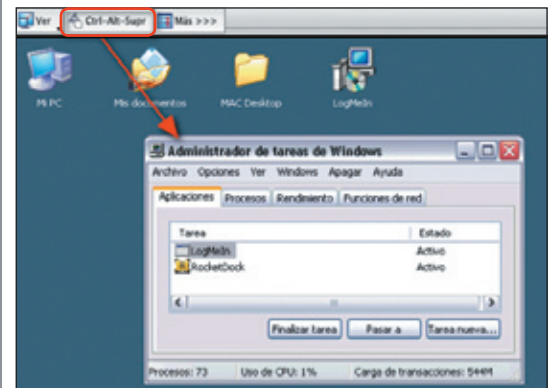 Ver Ctrl-Alt-Supr Más >>>
Mi PC Mis documentos MAC Desktop LogMeIn
Administrador de tareas de Windows
Archivo Opciones Ver Windows Apagar Ayuda
Aplicaciones Procesos Rendimiento Funciones de red
Tarea Estado
LogMeIn Activo
RocketDock Activo
Finalizar tarea Pasar a Tarea nueva...
Procesos: 73 Uso de CPU: 1% Carga de transacciones: 544M